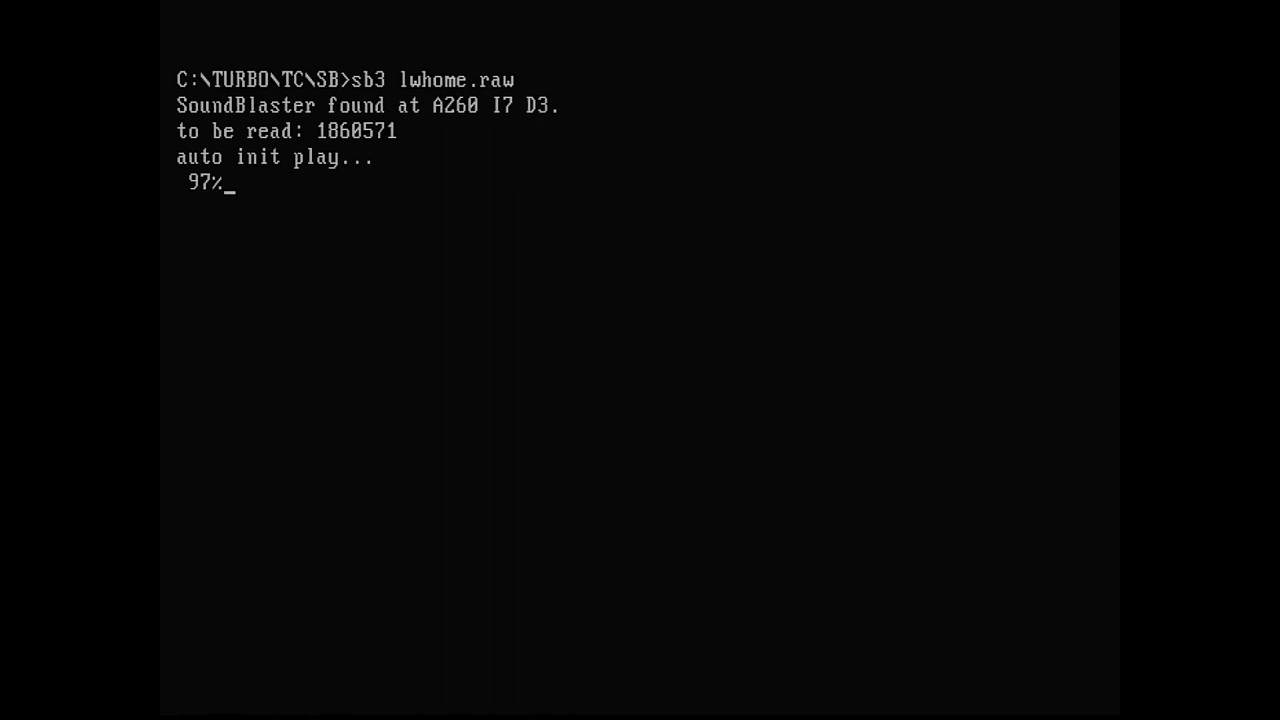 C:\TURBO\TC\SB>sb3 lwhome.raw
SoundBlaster found at A260 I7 D3.
to be read: 1860571
auto init play...
97%_